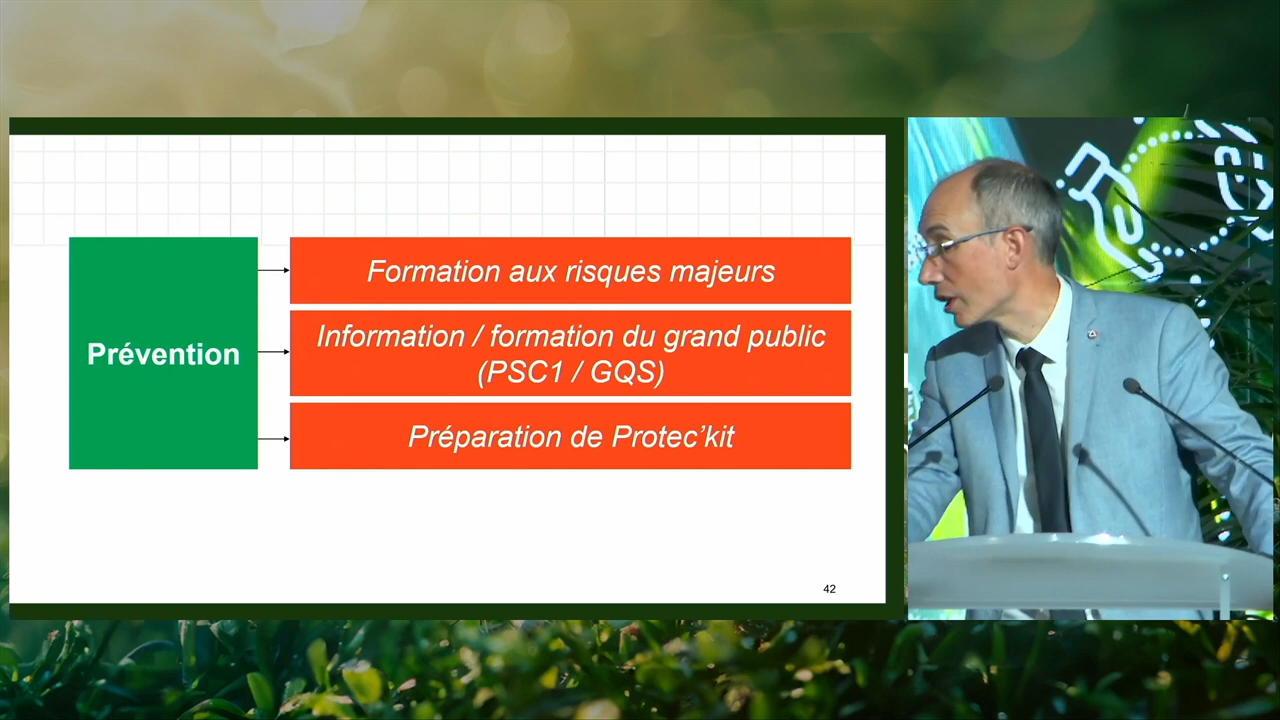 Prévention
Formation aux risques majeurs
Information / formation du grand public
(PSC1 / GQS)
Préparation de Protec’kit
42